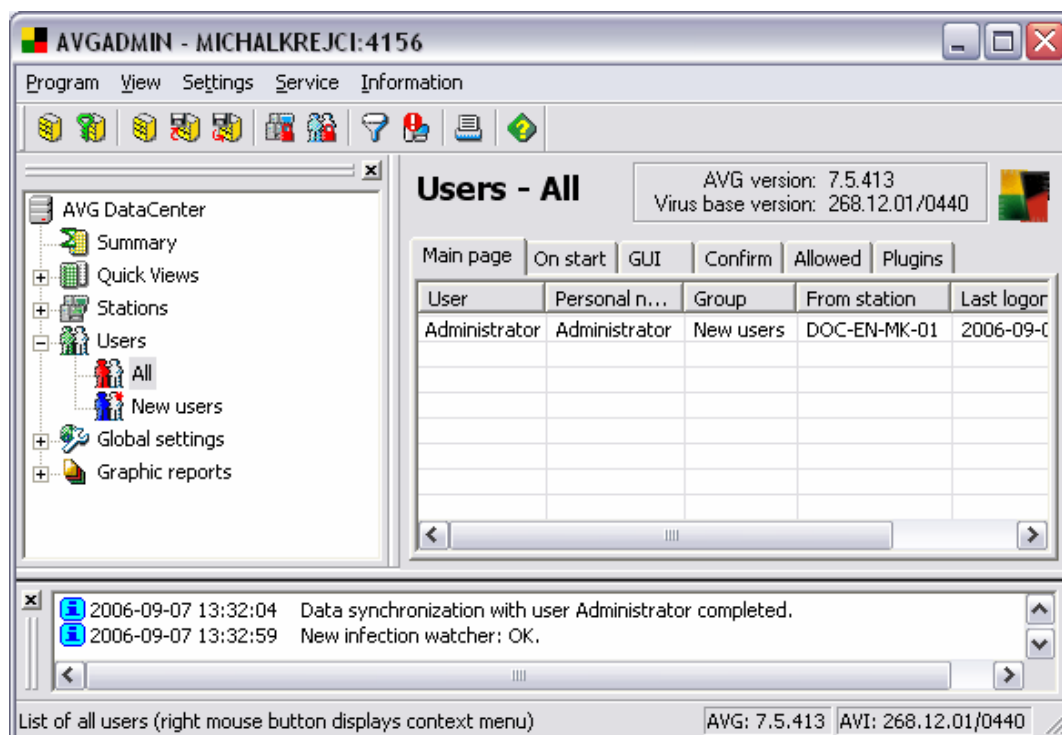 AVGADMIN - MICHALKREJCI:4156
Program View Settings Service Information
AVG DataCenter
Summary
Quick Views
Stations
Users
All
New users
Global settings
Graphic reports
Users - All
AVG version: 7.5.413
Virus base version: 268.12.01/0440
Main page On start GUI Confirm Allowed Plugins
User Personal n... Group From station Last logon
Administrator Administrator New users DOC-EN-MK-01 2006-09-0
2006-09-07 13:32:04 Data synchronization with user Administrator completed.
2006-09-07 13:32:59 New infection watcher: OK.
List of all users (right mouse button displays context menu) AVG: 7.5.413 AVI: 268.12.01/0440